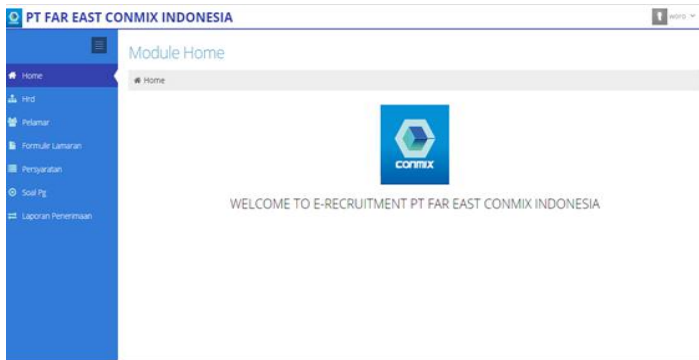 PT FAR EAST CONMIX INDONESIA
woro
Module Home
Home
Home
Hrd
Pelamar
Formulir Lamaran
Persyaratan
Soal Pg
Laporan Penerimaan
CONMIX
WELCOME TO E-RECRUITMENT PT FAR EAST CONMIX INDONESIA